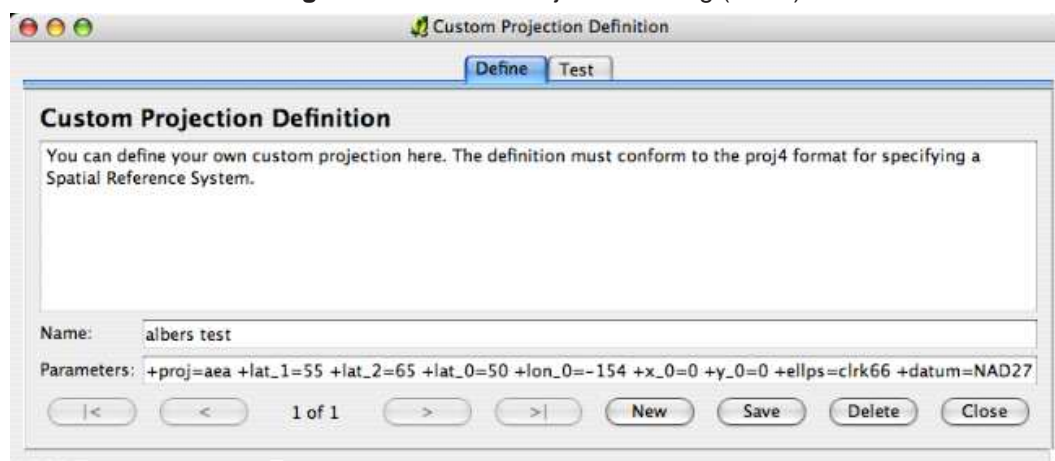 Custom Projection Definition
Define Test
Custom Projection Definition
You can define your own custom projection here. The definition must conform to the proj4 format for specifying a
Spatial Reference System.
Name: albers test
Parameters: +proj=aea +lat_1=55 +lat_2=65 +lat_0=50 +lon_0=-154 +x_0=0 +y_0=0 +ellps=clrk66 +datum=NAD27
|< < 1 of 1 > >| New Save Delete Close